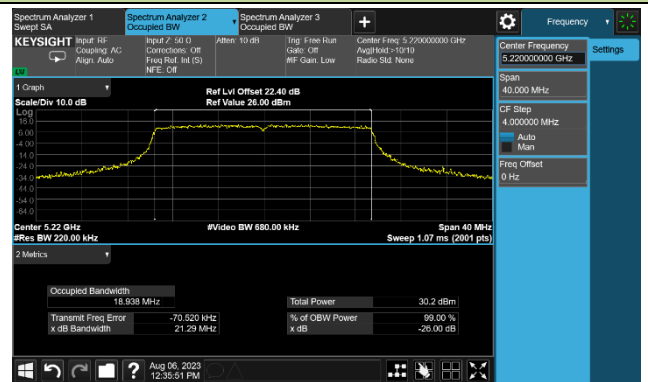 Spectrum Analyzer 1
Swept SA
Spectrum Analyzer 2
Occupied BW
Spectrum Analyzer 3
Occupied BW
Frequency
KEYSIGHT
Input: RF
Coupling: AC
Align: Auto
Input Z: 50 Ω
Corrections: Off
Freq Ref: Int (S)
NFE: Off
Atten: 10 dB
Trig: Free Run
Gate: Off
#IF Gain: Low
Center Freq: 5.220000000 GHz
Avg|Hold:>10/10
Radio Std: None
LW
Center Frequency
5.220000000 GHz
Settings
Span
40.000 MHz
CF Step
4.000000 MHz
Auto
Man
Freq Offset
0 Hz
1 Graph
Scale/Div 10.0 dB
Ref Lvl Offset 22.40 dB
Ref Value 26.00 dBm
Log
16.0
6.00
-4.00
-14.0
-24.0
-34.0
-44.0
-54.0
-64.0
Center 5.22 GHz
#Res BW 220.00 kHz
#Video BW 680.00 kHz
Span 40 MHz
Sweep 1.07 ms (2001 pts)
2 Metrics
Occupied Bandwidth
18.938 MHz
Total Power 30.2 dBm
Transmit Freq Error -70.520 kHz
% of OBW Power 99.00 %
x dB Bandwidth 21.29 MHz
x dB -26.00 dB
Aug 06, 2023
12:35:51 PM